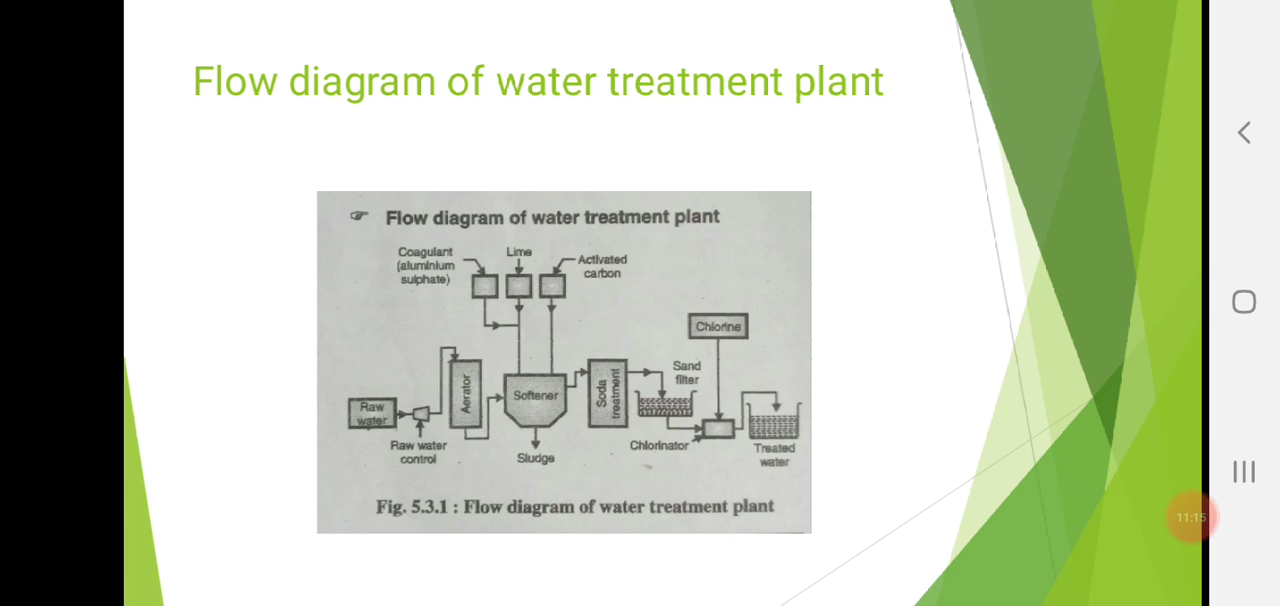 Flow diagram of water treatment plant
☞ Flow diagram of water treatment plant
Coagulant
(aluminium
sulphate)
Lime
Activated
carbon
Chlorine
Raw
water
Raw water
control
Aerator
Softener
Sludge
Soda
treatment
Sand
filter
Chlorinator
Treated
water
Fig. 5.3.1 : Flow diagram of water treatment plant
11:15